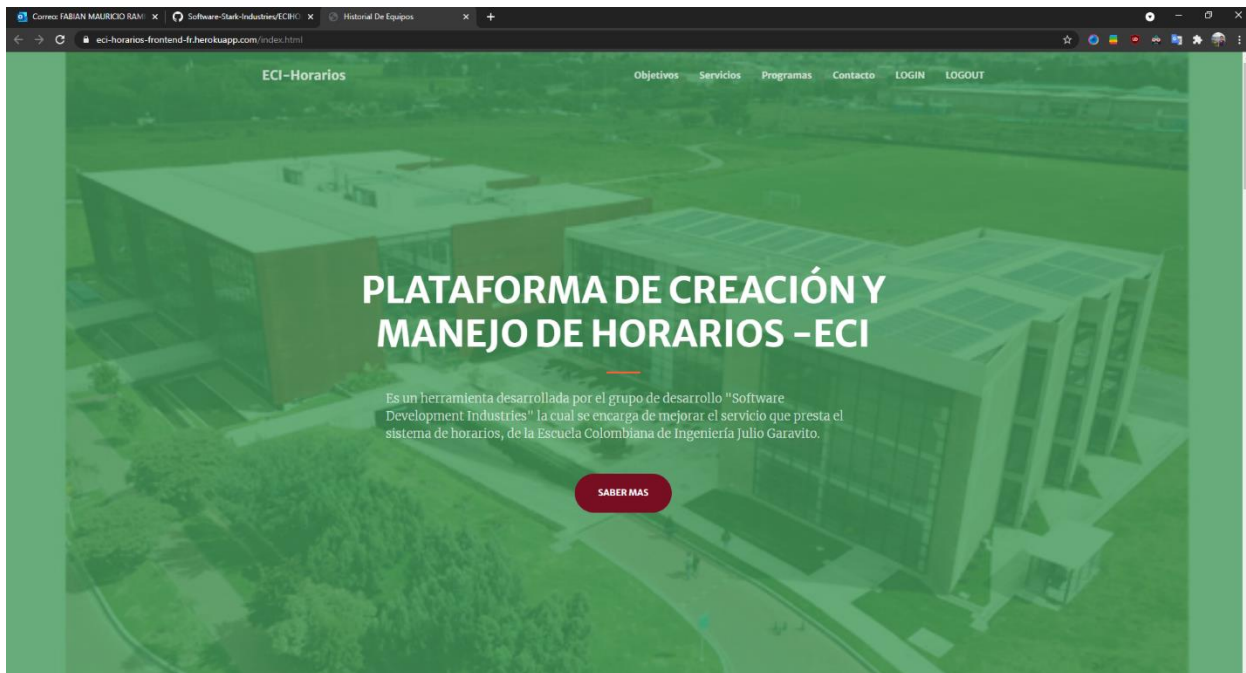 Correo: FABIAN MAURICIO RAMI
Software-Stark-Industries/ECIHO
Historial De Equipos
eci-horarios-frontend-fr.herokuapp.com/index.html
ECI-Horarios
Objetivos Servicios Programas Contacto LOGIN LOGOUT
PLATAFORMA DE CREACIÓN Y
MANEJO DE HORARIOS -ECI
Es un herramienta desarrollada por el grupo de desarrollo "Software
Development Industries" la cual se encarga de mejorar el servicio que presta el
sistema de horarios, de la Escuela Colombiana de Ingeniería Julio Garavito.
SABER MAS